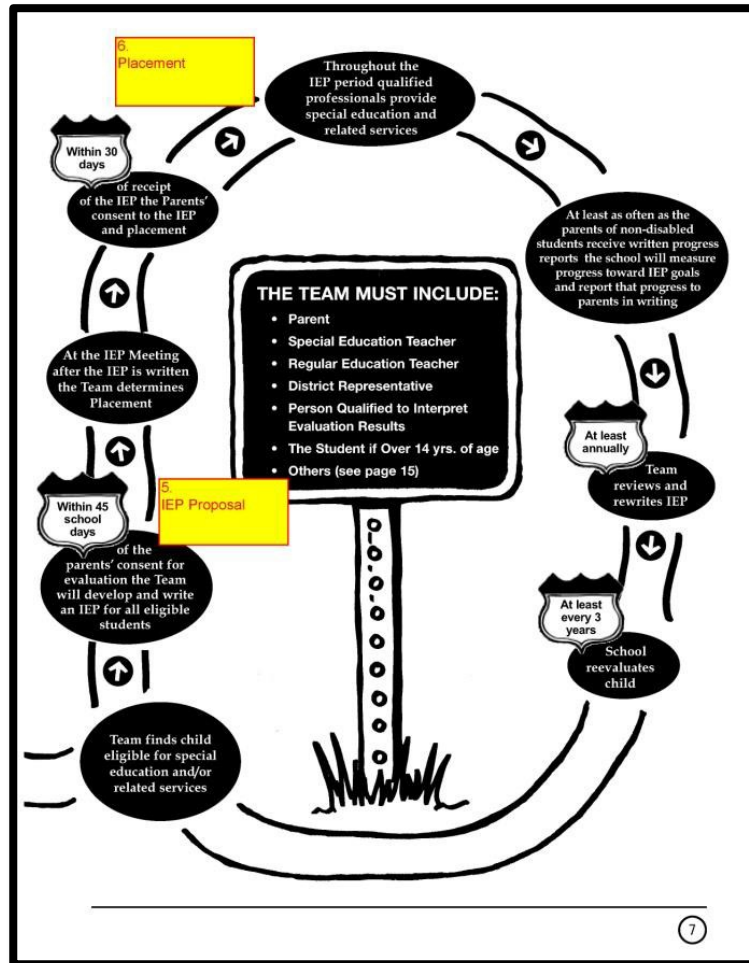 6.
Placement
Throughout the
IEP period qualified
professionals provide
special education and
related services
Within 30
days
of receipt
of the IEP the Parents'
consent to the IEP
and placement
At least as often as the
parents of non-disabled
students receive written progress
reports the school will measure
progress toward IEP goals
and report that progress to
parents in writing
THE TEAM MUST INCLUDE:
• Parent
• Special Education Teacher
• Regular Education Teacher
• District Representative
• Person Qualified to Interpret
Evaluation Results
• The Student if Over 14 yrs. of age
• Others (see page 15)
At the IEP Meeting
after the IEP is written
the Team determines
Placement
At least
annually
Team
reviews and
rewrites IEP
5.
IEP Proposal
Within 45
school
days
of the
parents' consent for
evaluation the Team
will develop and write
an IEP for all eligible
students
At least
every 3
years
School
reevaluates
child
Team finds child
eligible for special
education and/or
related services
7